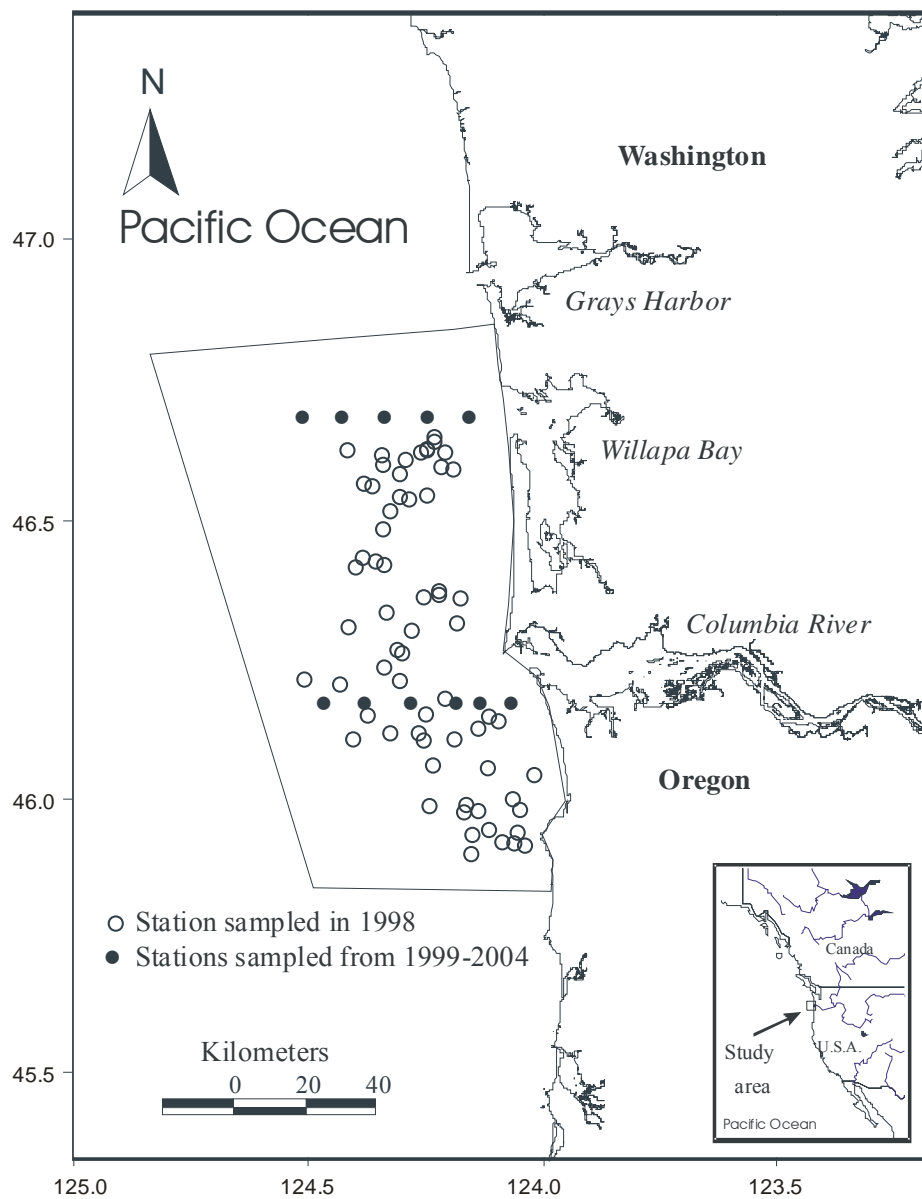 N
Pacific Ocean
Washington
47.0
Grays Harbor
Willapa Bay
46.5
Columbia River
46.0
Oregon
Station sampled in 1998
Stations sampled from 1999-2004
Canada
Kilometers
0 20 40
Study
area
U.S.A.
45.5
Pacific Ocean
125.0 124.5 124.0 123.5